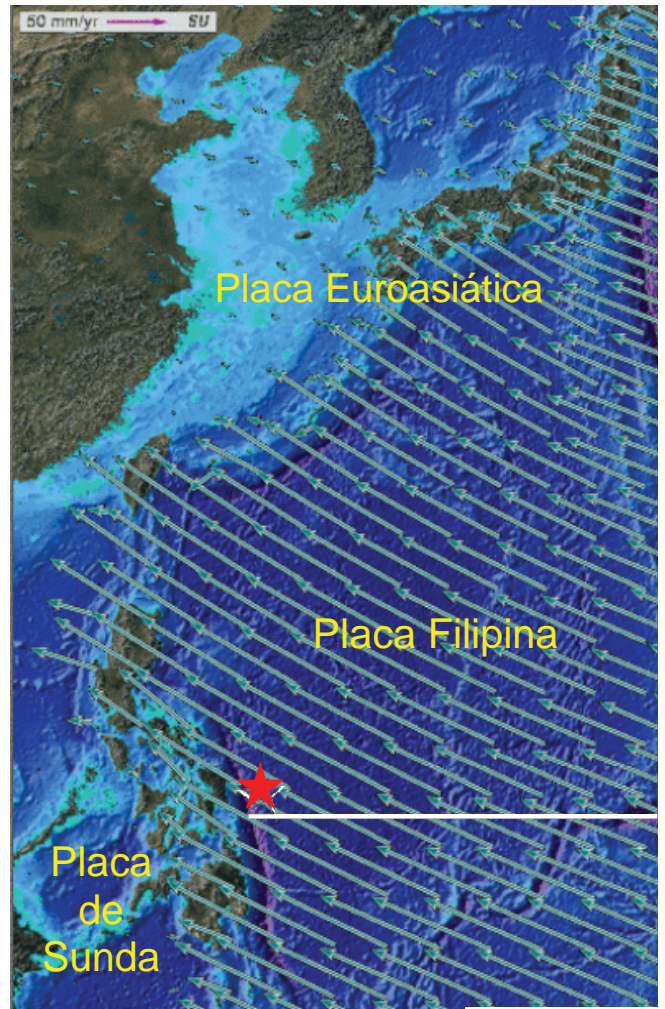 50 mm/yr SU
Placa Euroasiática
Placa Filipina
Placa
de
Sunda